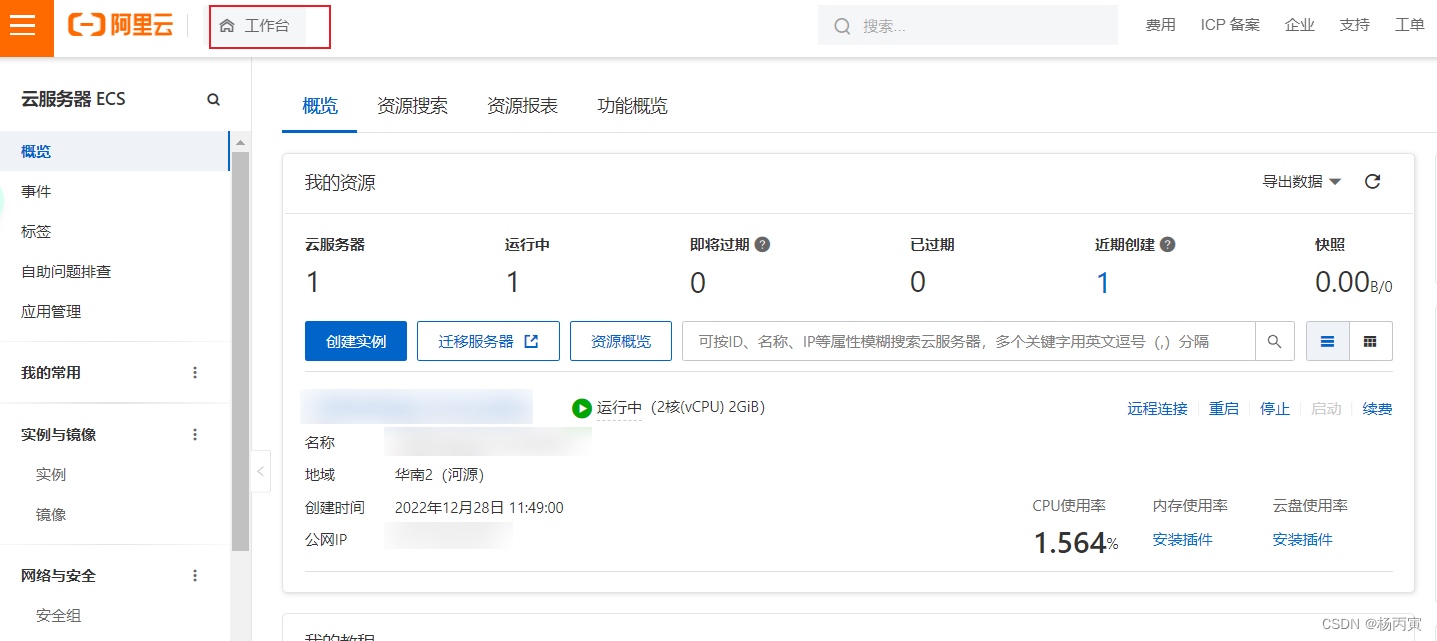 阿里云 工作台 搜索... 费用 ICP 备案 企业 支持 工单
云服务器 ECS
概览
事件
标签
自助问题排查
应用管理
我的常用
实例与镜像
实例
镜像
网络与安全
安全组
概览 资源搜索 资源报表 功能概览
我的资源 导出数据
云服务器 运行中 即将过期 ? 已过期 近期创建 ? 快照
1 1 0 0 1 0.00B/0
创建实例 迁移服务器 资源概览 可按ID、名称、IP等属性模糊搜索云服务器，多个关键字用英文逗号（,）分隔
运行中 (2核(vCPU) 2GiB) 远程连接 重启 停止 启动 续费
名称
地域 华南2（河源）
创建时间 2022年12月28日 11:49:00
公网IP
CPU使用率 内存使用率 云盘使用率
1.564% 安装插件 安装插件
我的教程
CSDN @杨丙寅